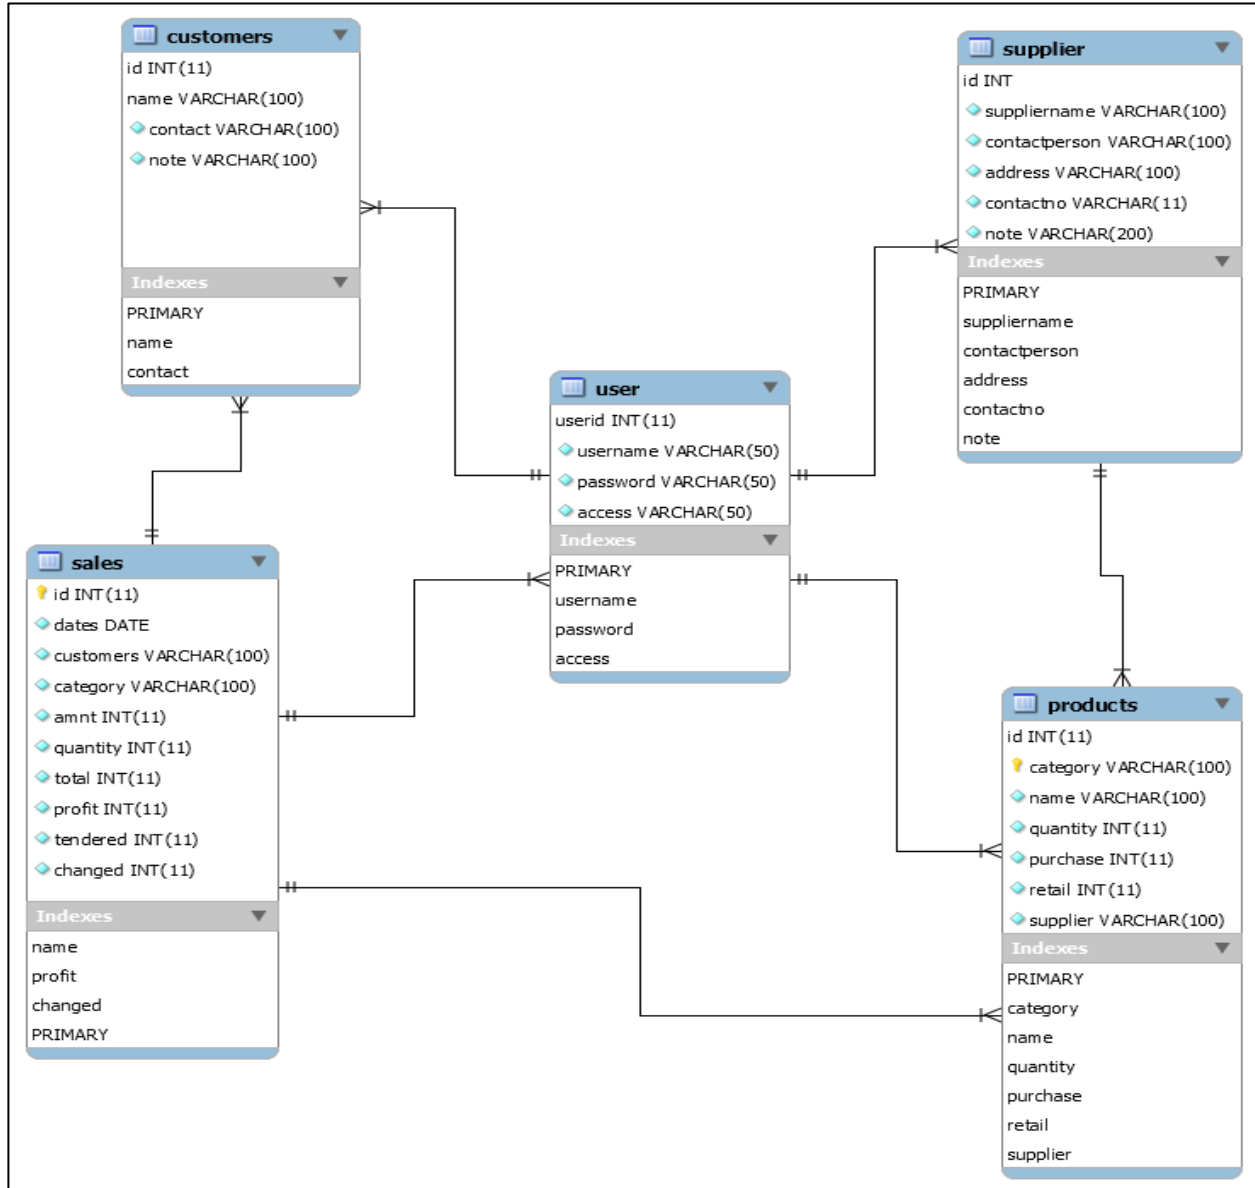 customers
id INT(11)
name VARCHAR(100)
contact VARCHAR(100)
note VARCHAR(100)
Indexes
PRIMARY
name
contact
supplier
id INT
suppliername VARCHAR(100)
contactperson VARCHAR(100)
address VARCHAR(100)
contactno VARCHAR(11)
note VARCHAR(200)
Indexes
PRIMARY
suppliername
contactperson
address
contactno
note
user
userid INT(11)
username VARCHAR(50)
password VARCHAR(50)
access VARCHAR(50)
Indexes
PRIMARY
username
password
access
sales
id INT(11)
dates DATE
customers VARCHAR(100)
category VARCHAR(100)
amnt INT(11)
quantity INT(11)
total INT(11)
profit INT(11)
tendered INT(11)
changed INT(11)
Indexes
name
profit
changed
PRIMARY
products
id INT(11)
category VARCHAR(100)
name VARCHAR(100)
quantity INT(11)
purchase INT(11)
retail INT(11)
supplier VARCHAR(100)
Indexes
PRIMARY
category
name
quantity
purchase
retail
supplier